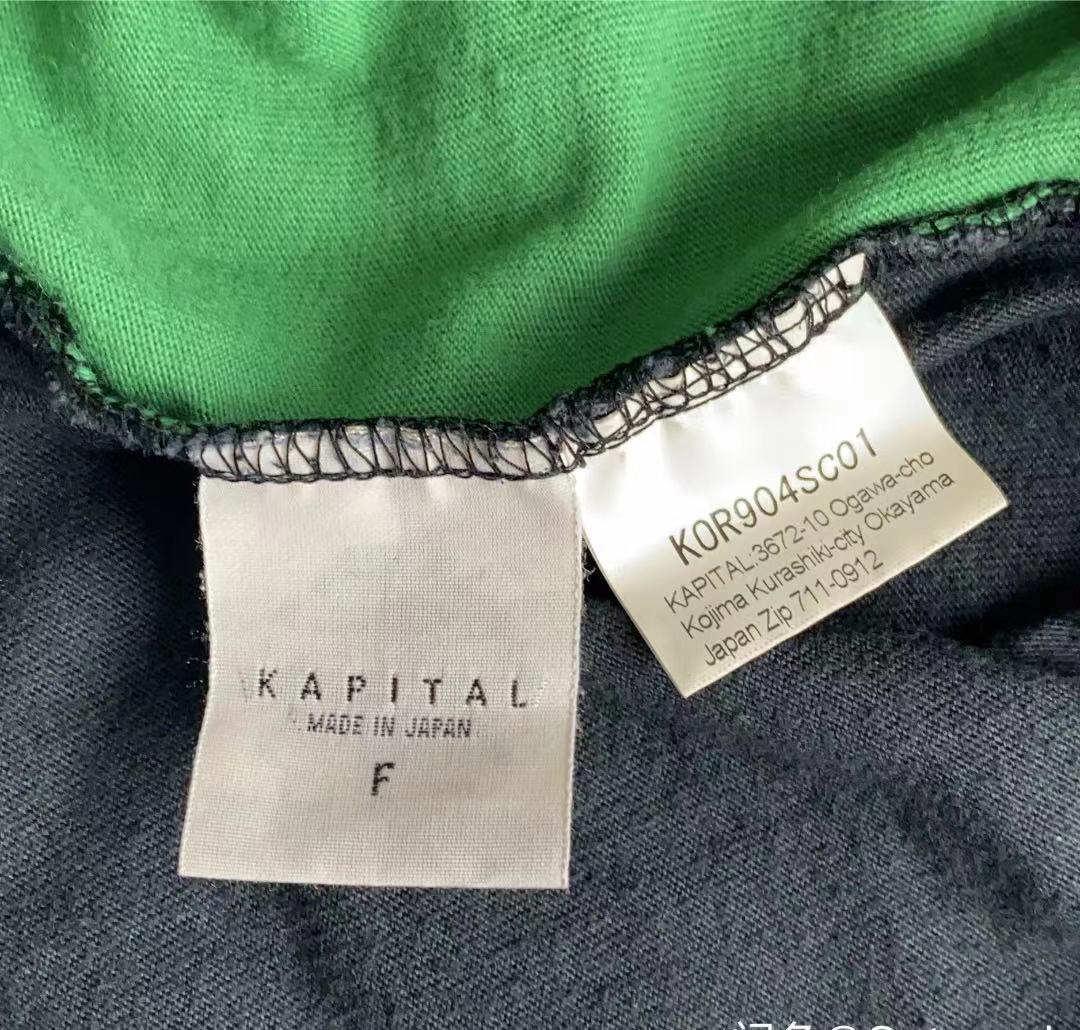 KAPITAL
MADE IN JAPAN
F
K0R904SC01
KAPITAL:3672-10 Ogawa-cho
Kojima Kurashiki-city Okayama
Japan Zip 711-0912